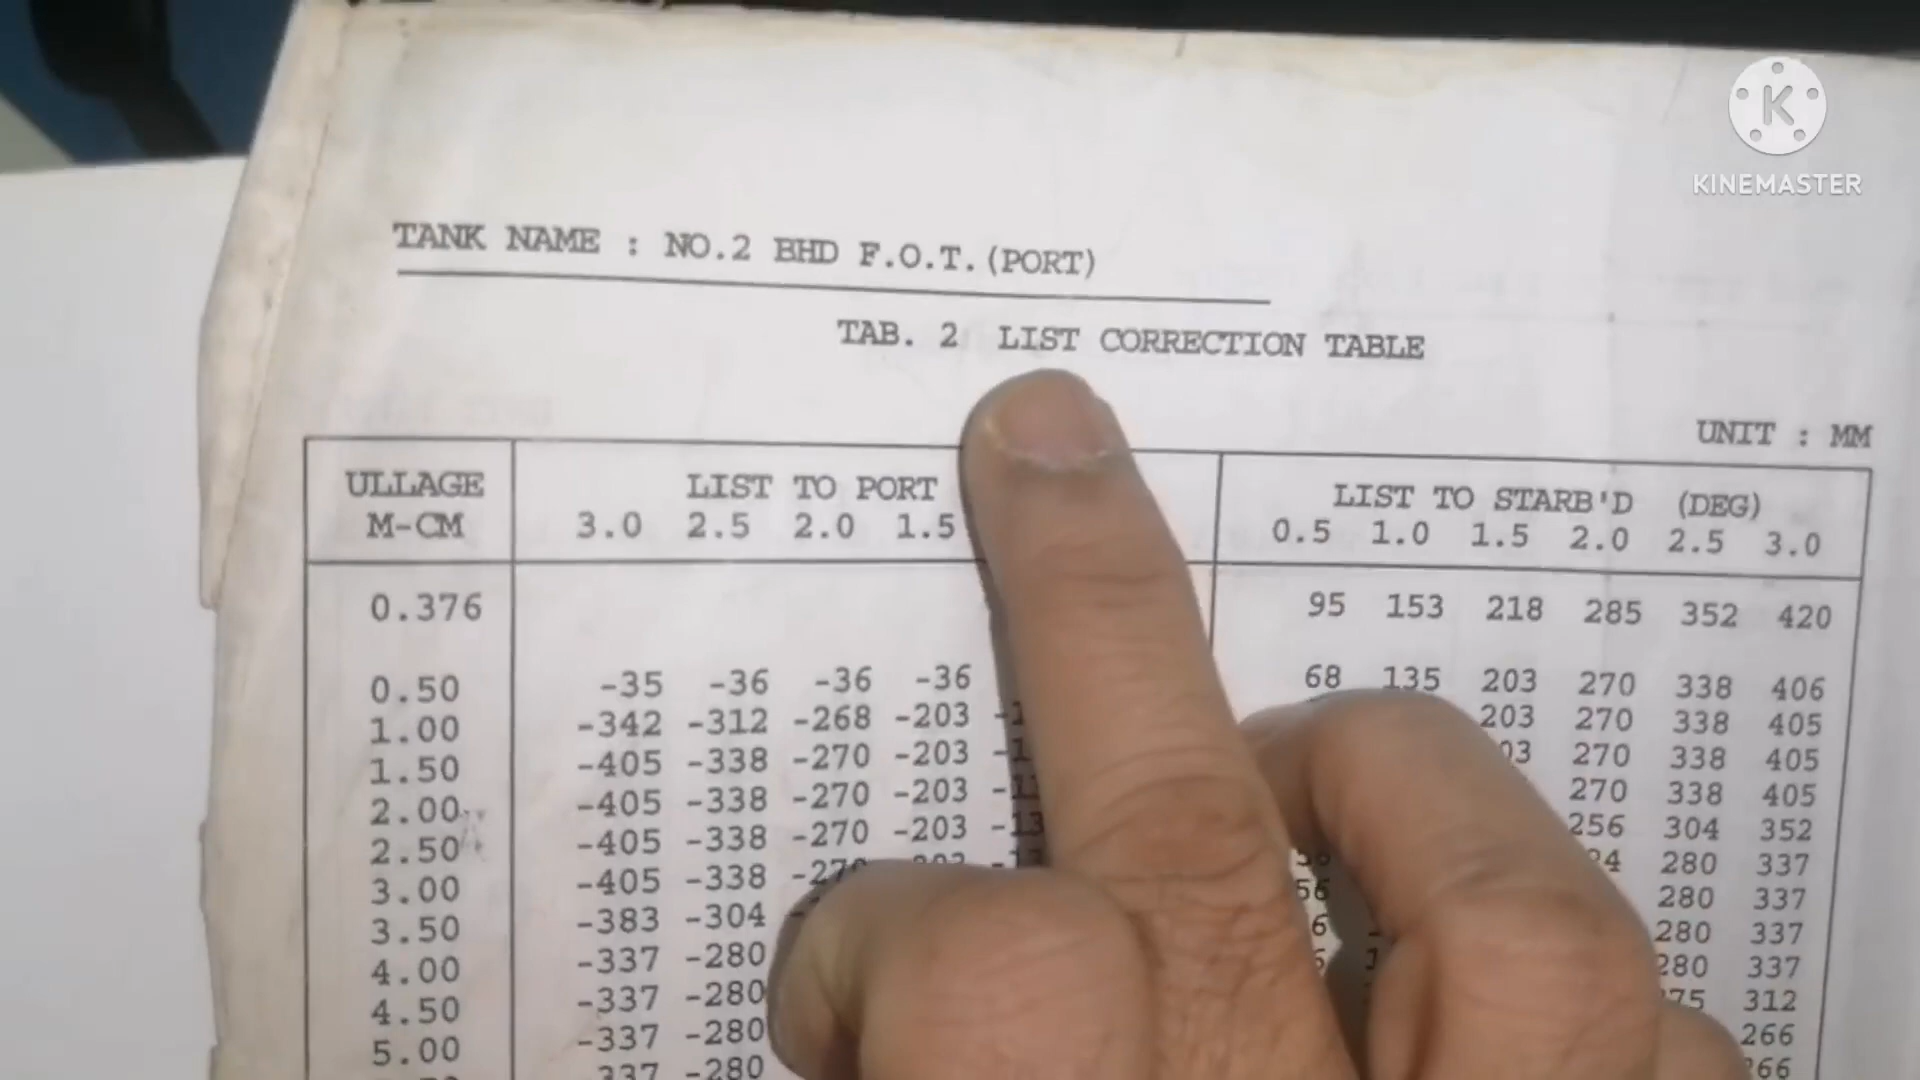 KINEMASTER
TANK NAME : NO.2 BHD F.O.T.(PORT)
TAB. 2 LIST CORRECTION TABLE
UNIT : MM
ULLAGE LIST TO PORT LIST TO STARB'D (DEG)
M-CM 3.0 2.5 2.0 1.5 0.5 1.0 1.5 2.0 2.5 3.0
0.376 95 153 218 285 352 420
0.50 -35 -36 -36 -36 68 135 203 270 338 406
1.00 -342 -312 -268 -203 203 270 338 405
1.50 -405 -338 -270 -203 270 338 405
2.00 -405 -338 -270 -203 270 338 405
2.50 -405 -338 -270 -203 256 304 352
3.00 -405 -338 280 337
3.50 -383 -304 280 337
4.00 -337 -280 280 337
4.50 -337 -280 280 337
5.00 -337 -280 312
-280 266